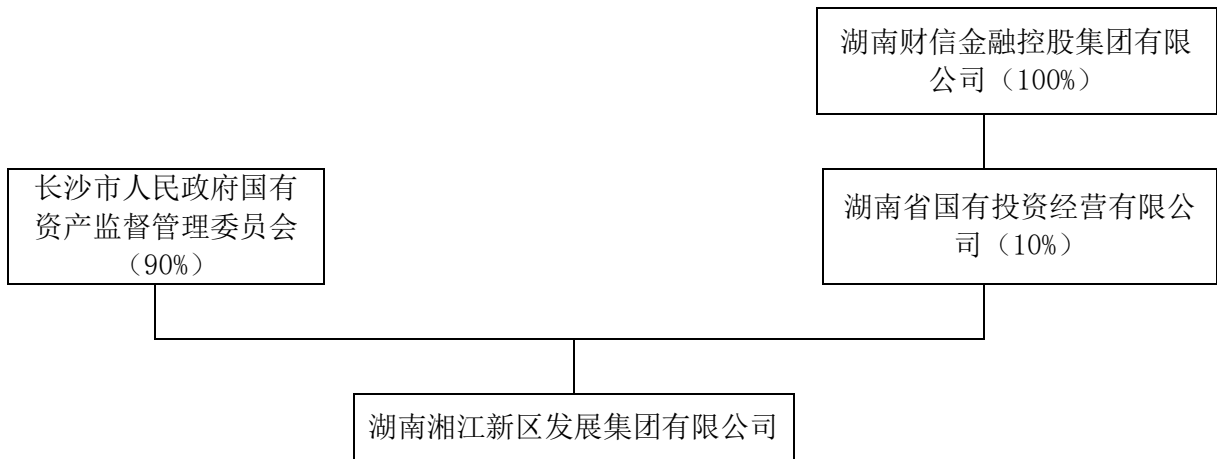 湖南财信金融控股集团有限
公司（100%）
长沙市人民政府国有
资产监督管理委员会
（90%）
湖南省国有投资经营有限公
司（10%）
湖南湘江新区发展集团有限公司